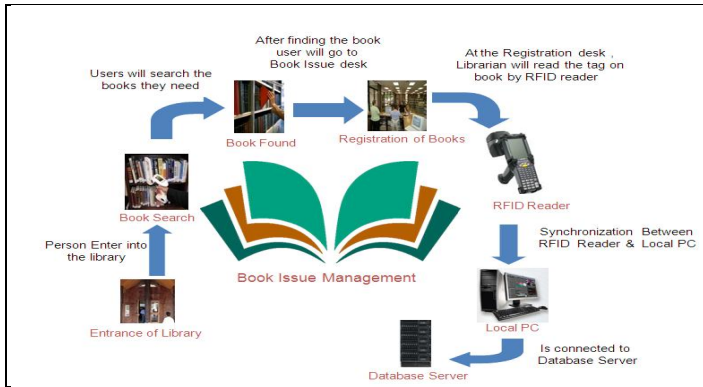 After finding the book
user will go to
Book Issue desk
At the Registration desk ,
Librarian will read the tag on
book by RFID reader
Users will search the
books they need
Book Found
Registration of Books
RFID Reader
Book Search
Synchronization Between
RFID Reader & Local PC
Person Enter into
the library
Book Issue Management
Entrance of Library
Local PC
Is connected to
Database Server
Database Server